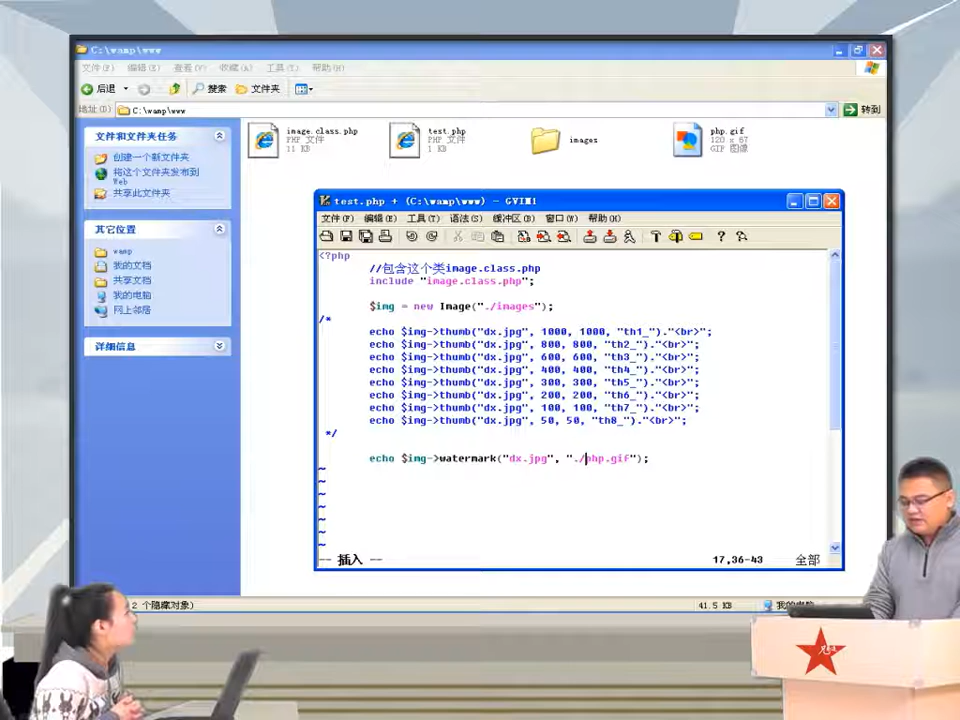 C:\wamp\www
文件(F) 编辑(E) 查看(V) 收藏(A) 工具(T) 帮助(H)
后退 搜索 文件夹
地址(D) C:\wamp\www 转到
文件和文件夹任务
创建一个新文件夹
将这个文件夹发布到
Web
共享此文件夹
其它位置
wamp
我的文档
共享文档
我的电脑
网上邻居
详细信息
image.class.php
PHP 文件
11 KB
test.php
PHP 文件
1 KB
images
php.gif
120 x 67
GIF 图像
test.php + (C:\wamp\www) - GVIM1
文件(F) 编辑(E) 工具(T) 语法(S) 缓冲区(B) 窗口(W) 帮助(H)
<?php
//包含这个类image.class.php
include "image.class.php";
$img = new Image("./images");
/*
echo $img->thumb("dx.jpg", 1000, 1000, "th1_")."<br>";
echo $img->thumb("dx.jpg", 800, 800, "th2_")."<br>";
echo $img->thumb("dx.jpg", 600, 600, "th3_")."<br>";
echo $img->thumb("dx.jpg", 400, 400, "th4_")."<br>";
echo $img->thumb("dx.jpg", 300, 300, "th5_")."<br>";
echo $img->thumb("dx.jpg", 200, 200, "th6_")."<br>";
echo $img->thumb("dx.jpg", 100, 100, "th7_")."<br>";
echo $img->thumb("dx.jpg", 50, 50, "th8_")."<br>";
*/
echo $img->watermark("dx.jpg", "./php.gif");
~
~
~
~
~
~
~
-- 插入 -- 17,36-43 全部
2 个隐藏对象) 41.5 KB 我的电脑